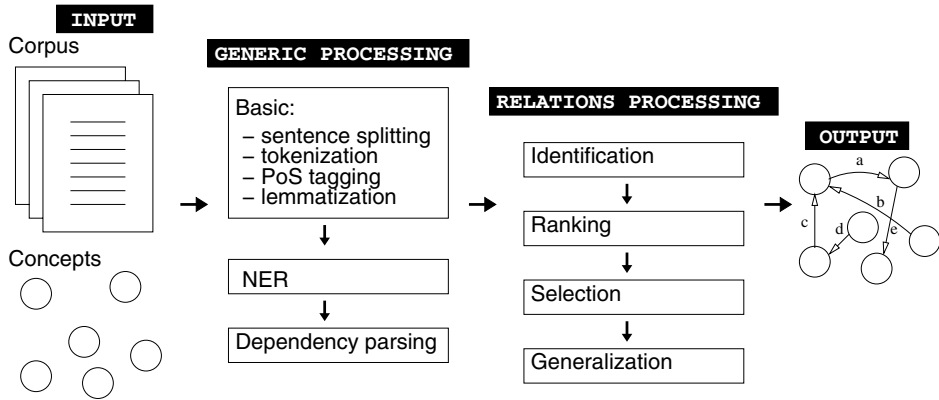 INPUT
Corpus
Concepts
GENERIC PROCESSING
Basic:
– sentence splitting
– tokenization
– PoS tagging
– lemmatization
NER
Dependency parsing
RELATIONS PROCESSING
Identification
Ranking
Selection
Generalization
OUTPUT
a
b
c
d
e